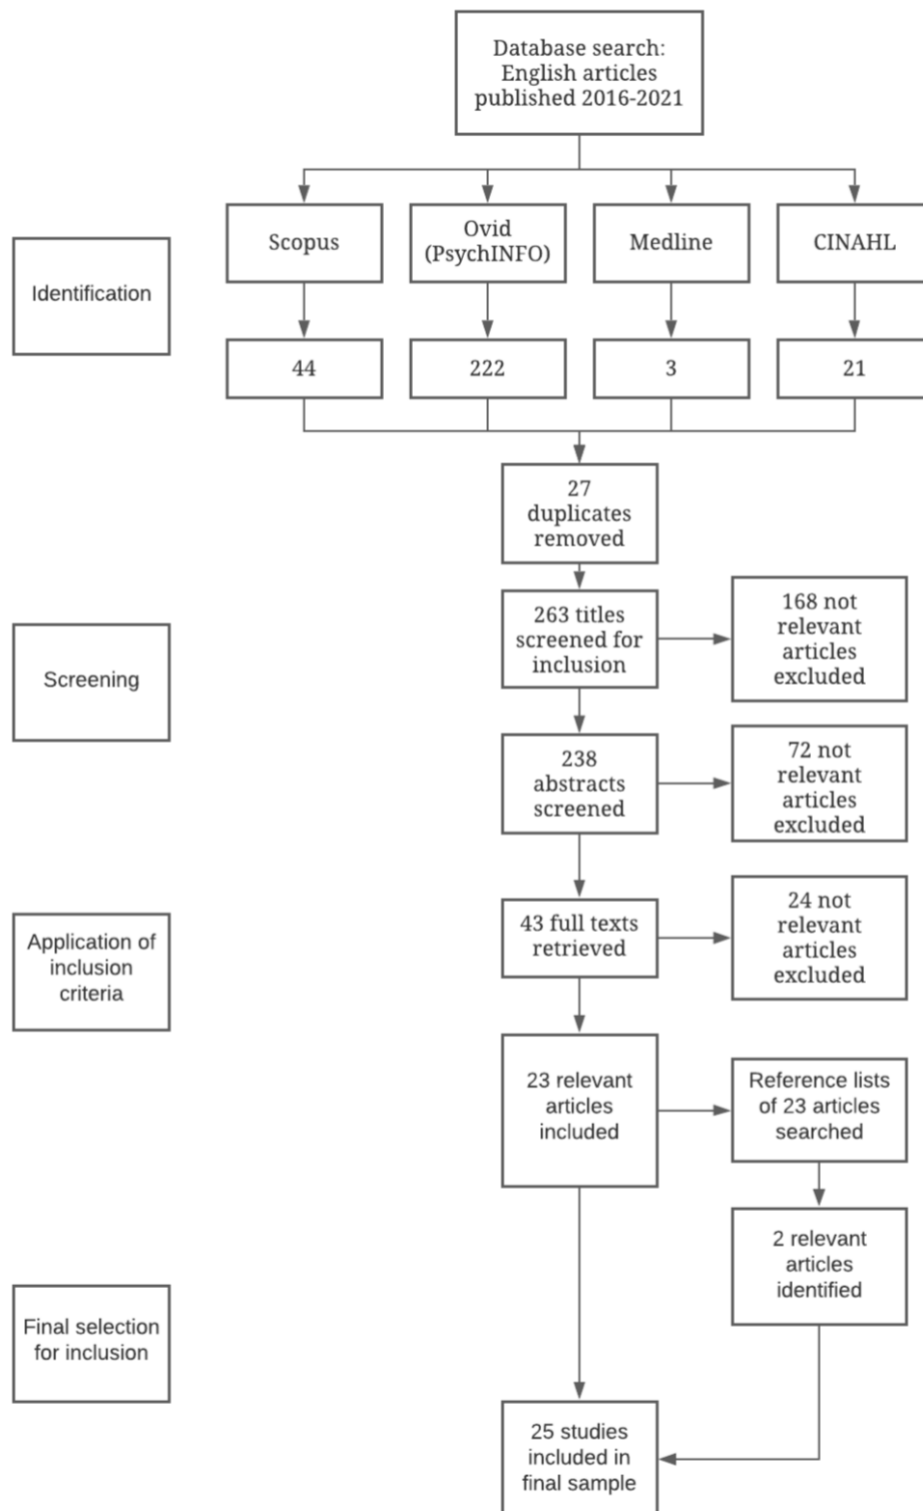 Database search:
English articles
published 2016-2021
Scopus
Ovid
(PsychINFO)
Medline
CINAHL
Identification
44
222
3
21
27
duplicates
removed
263 titles
screened for
inclusion
168 not
relevant
articles
excluded
Screening
238
abstracts
screened
72 not
relevant
articles
excluded
Application of
inclusion
criteria
43 full texts
retrieved
24 not
relevant
articles
excluded
23 relevant
articles
included
Reference lists
of 23 articles
searched
2 relevant
articles
identified
Final selection
for inclusion
25 studies
included in
final sample